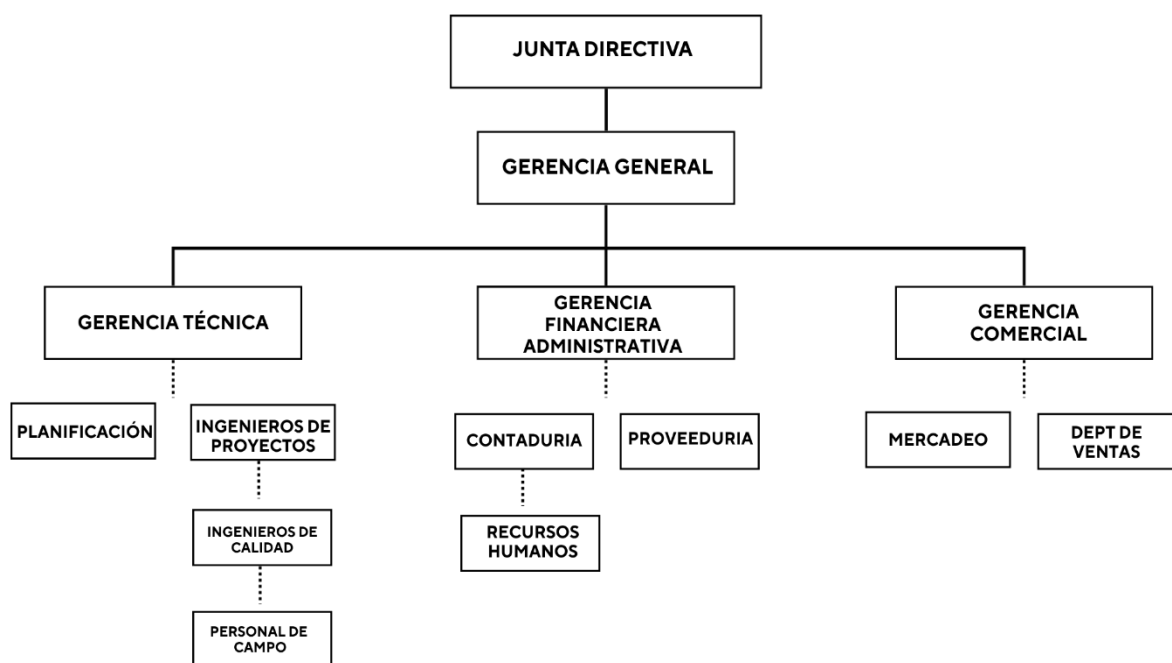 JUNTA DIRECTIVA
GERENCIA GENERAL
GERENCIA TÉCNICA
GERENCIA
FINANCIERA
ADMINISTRATIVA
GERENCIA
COMERCIAL
PLANIFICACIÓN
INGENIEROS DE
PROYECTOS
CONTADURIA
PROVEEDURIA
MERCADEO
DEPT DE
VENTAS
INGENIEROS DE
CALIDAD
RECURSOS
HUMANOS
PERSONAL DE
CAMPO